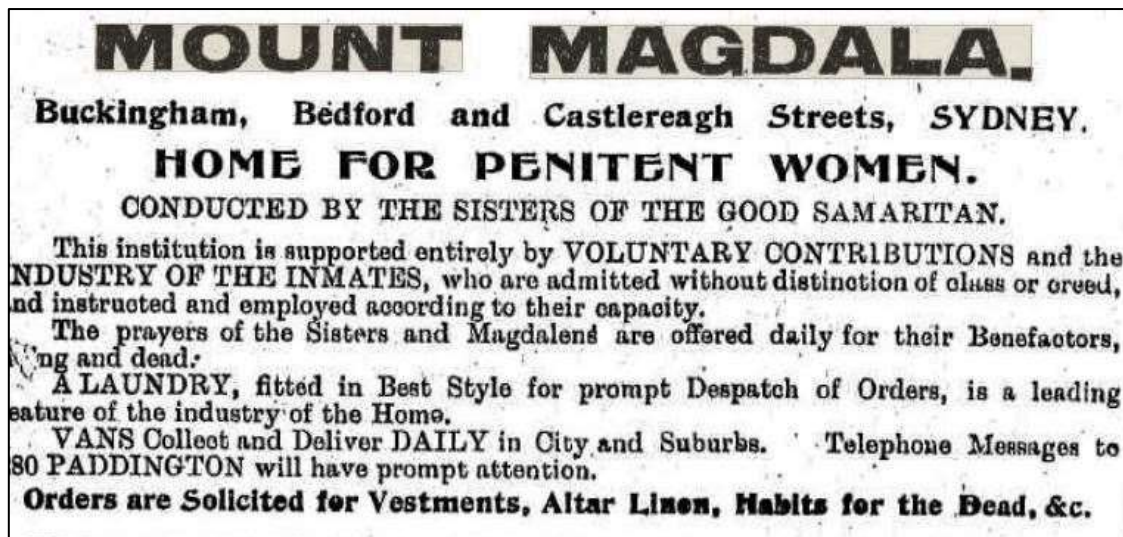 MOUNT MAGDALA.
Buckingham, Bedford and Castlereagh Streets, SYDNEY.
HOME FOR PENITENT WOMEN.
CONDUCTED BY THE SISTERS OF THE GOOD SAMARITAN.
This institution is supported entirely by VOLUNTARY CONTRIBUTIONS and the
NDUSTRY OF THE INMATES, who are admitted without distinction of class or creed,
nd instructed and employed according to their capacity.
The prayers of the Sisters and Magdalens are offered daily for their Benefactors,
ng and dead.
A LAUNDRY, fitted in Best Style for prompt Despatch of Orders, is a leading
eature of the industry of the Home.
VANS Collect and Deliver DAILY in City and Suburbs. Telephone Messages to
80 PADDINGTON will have prompt attention.
Orders are Solicited for Vestments, Altar Linen, Habits for the Dead, &c.